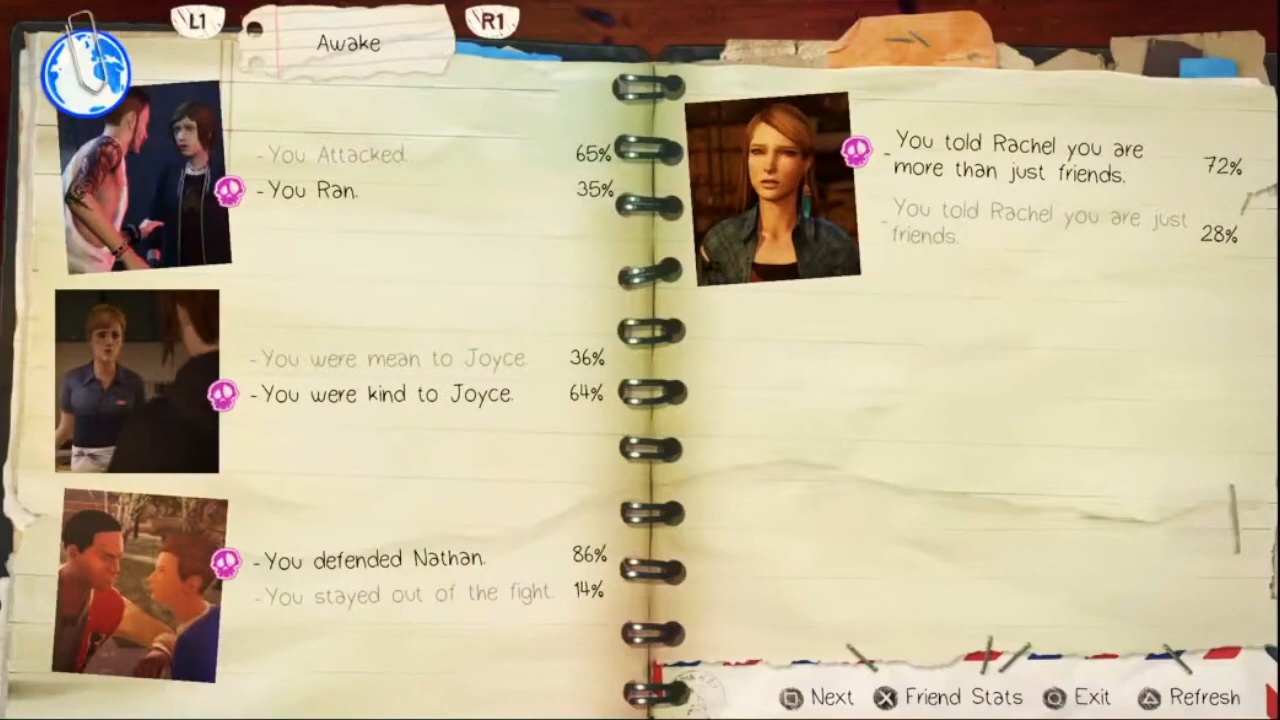 L1
Awake
R1
-You Attacked. 65%
-You Ran. 35%
-You were mean to Joyce. 36%
-You were kind to Joyce. 64%
-You defended Nathan. 86%
-You stayed out of the fight. 14%
-You told Rachel you are
more than just friends. 72%
-You told Rachel you are just
friends. 28%
Next Friend Stats Exit Refresh